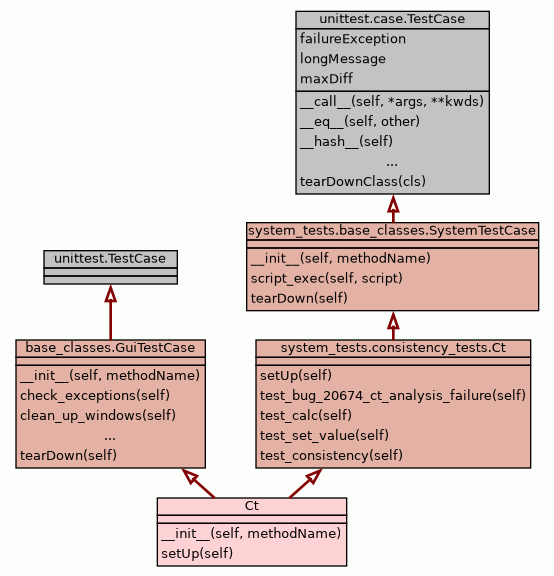 unittest.case.TestCase
failureException
longMessage
maxDiff
__call__(self, *args, **kwds)
__eq__(self, other)
__hash__(self)
...
tearDownClass(cls)
system_tests.base_classes.SystemTestCase
__init__(self, methodName)
script_exec(self, script)
tearDown(self)
unittest.TestCase
base_classes.GuiTestCase
__init__(self, methodName)
check_exceptions(self)
clean_up_windows(self)
...
tearDown(self)
system_tests.consistency_tests.Ct
setUp(self)
test_bug_20674_ct_analysis_failure(self)
test_calc(self)
test_set_value(self)
test_consistency(self)
Ct
__init__(self, methodName)
setUp(self)